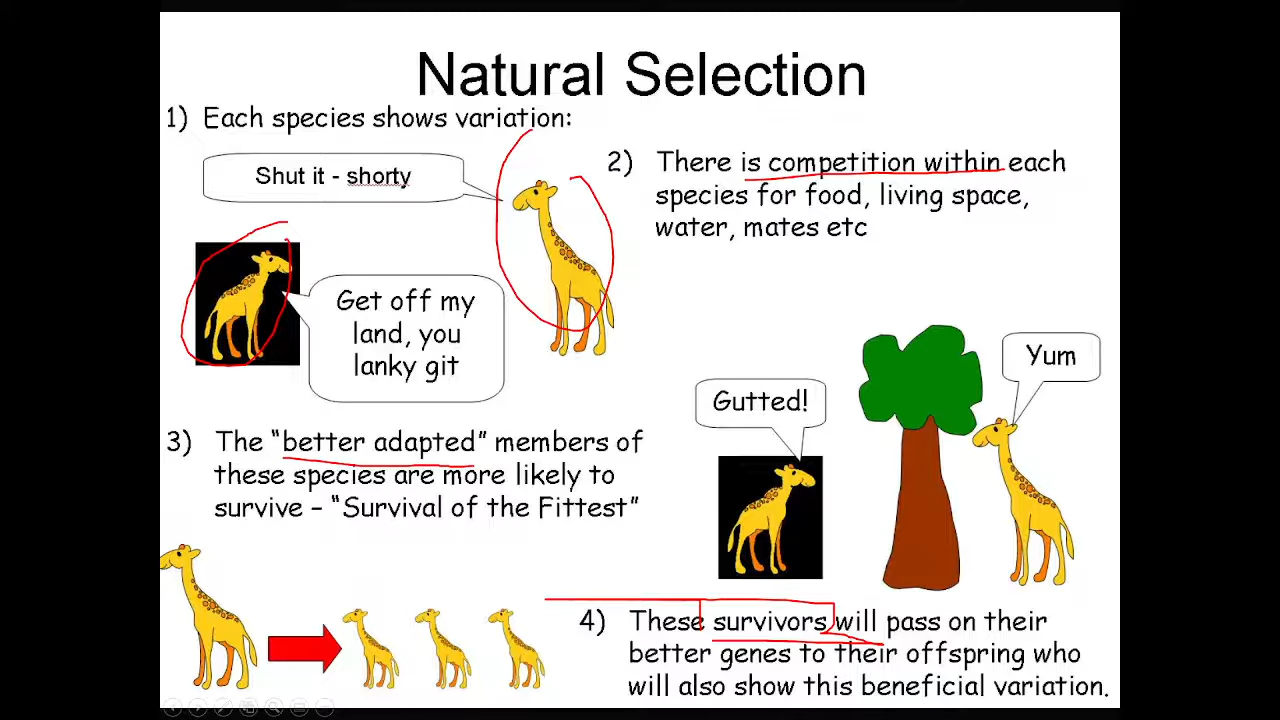 Natural Selection
1) Each species shows variation:
Shut it - shorty
Get off my
land, you
lanky git
2) There is competition within each
species for food, living space,
water, mates etc
3) The “better adapted” members of
these species are more likely to
survive – “Survival of the Fittest”
Gutted!
Yum
4) These survivors will pass on their
better genes to their offspring who
will also show this beneficial variation.